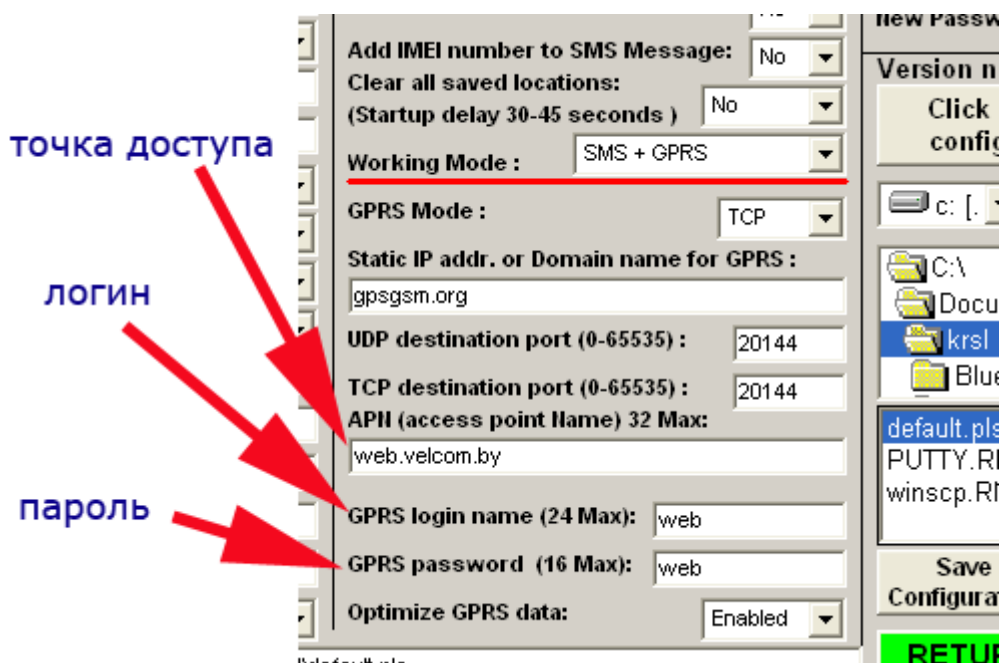 New Passw
Add IMEI number to SMS Message: No
Clear all saved locations:
(Startup delay 30-45 seconds ) No
Version n
Click
config
точка доступа
Working Mode : SMS + GPRS
GPRS Mode : TCP
c: [.
Static IP addr. or Domain name for GPRS :
gpsgsm.org
C:\
Docu
krsl
Blue
логин
UDP destination port (0-65535) : 20144
TCP destination port (0-65535) : 20144
APN (access point Name) 32 Max:
web.velcom.by
default.pls
PUTTY.R
winscp.R
пароль
GPRS login name (24 Max): web
GPRS password (16 Max): web
Optimize GPRS data: Enabled
Save
Configura
RETU